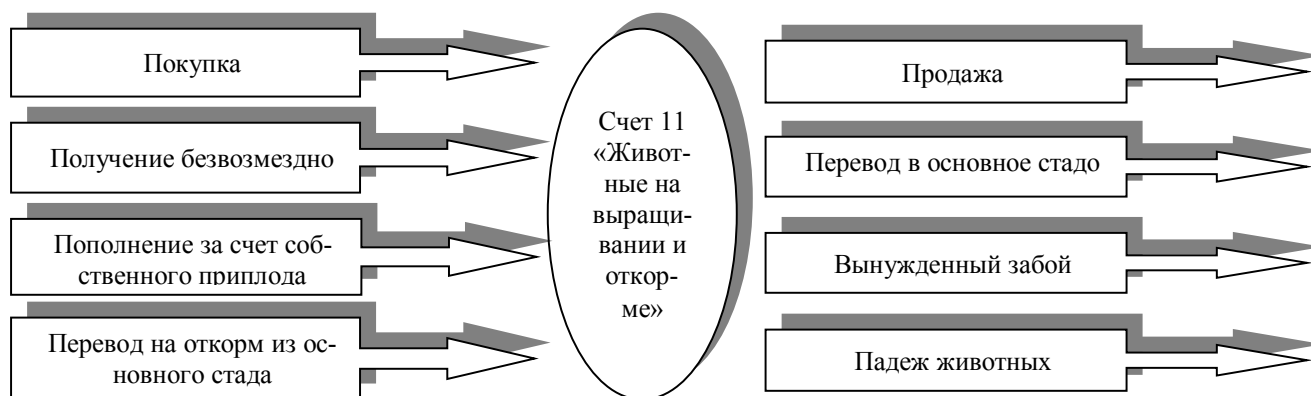 Покупка
Получение безвозмездно
Пополнение за счет соб-
ственного приплода
Перевод на откорм из ос-
новного стада
Счет 11
«Живот-
ные на
выращи-
вании и
откор-
ме»
Продажа
Перевод в основное стадо
Вынужденный забой
Падеж животных